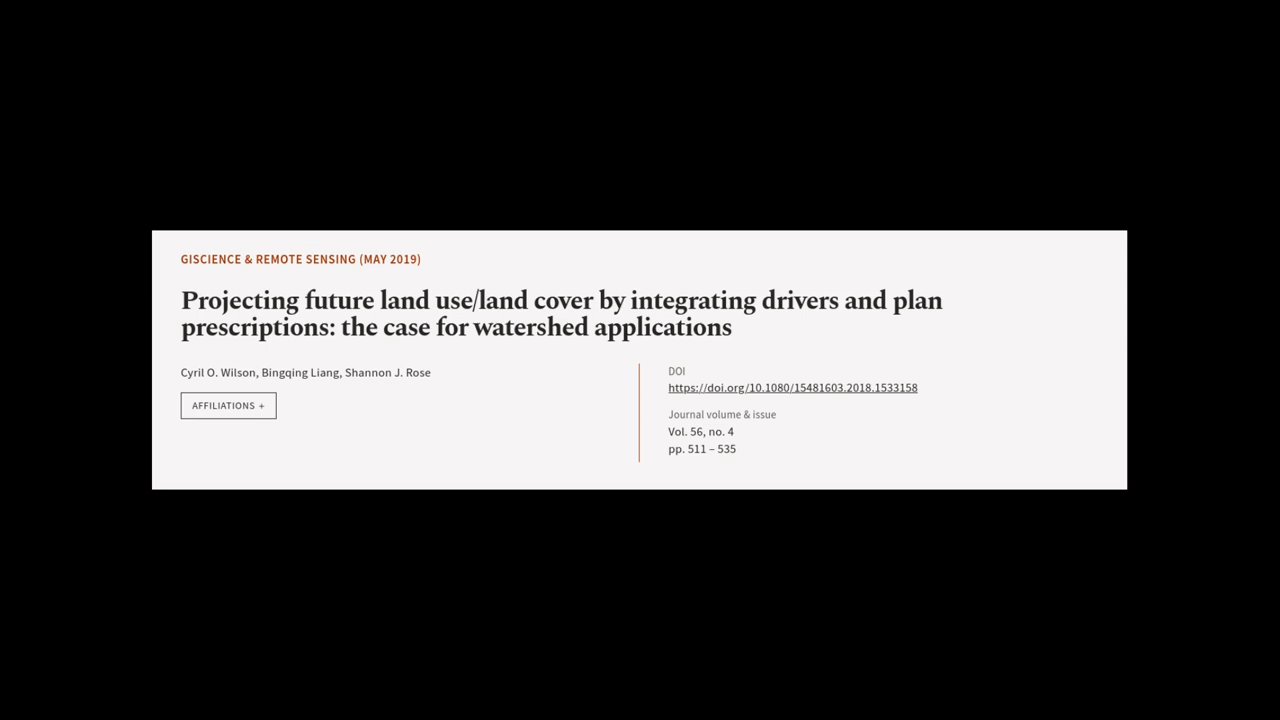 GISCIENCE & REMOTE SENSING (MAY 2019)
Projecting future land use/land cover by integrating drivers and plan
prescriptions: the case for watershed applications
Cyril O. Wilson, Bingqing Liang, Shannon J. Rose
AFFILIATIONS +
DOI
https://doi.org/10.1080/15481603.2018.1533158
Journal volume & issue
Vol. 56, no. 4
pp. 511 – 535